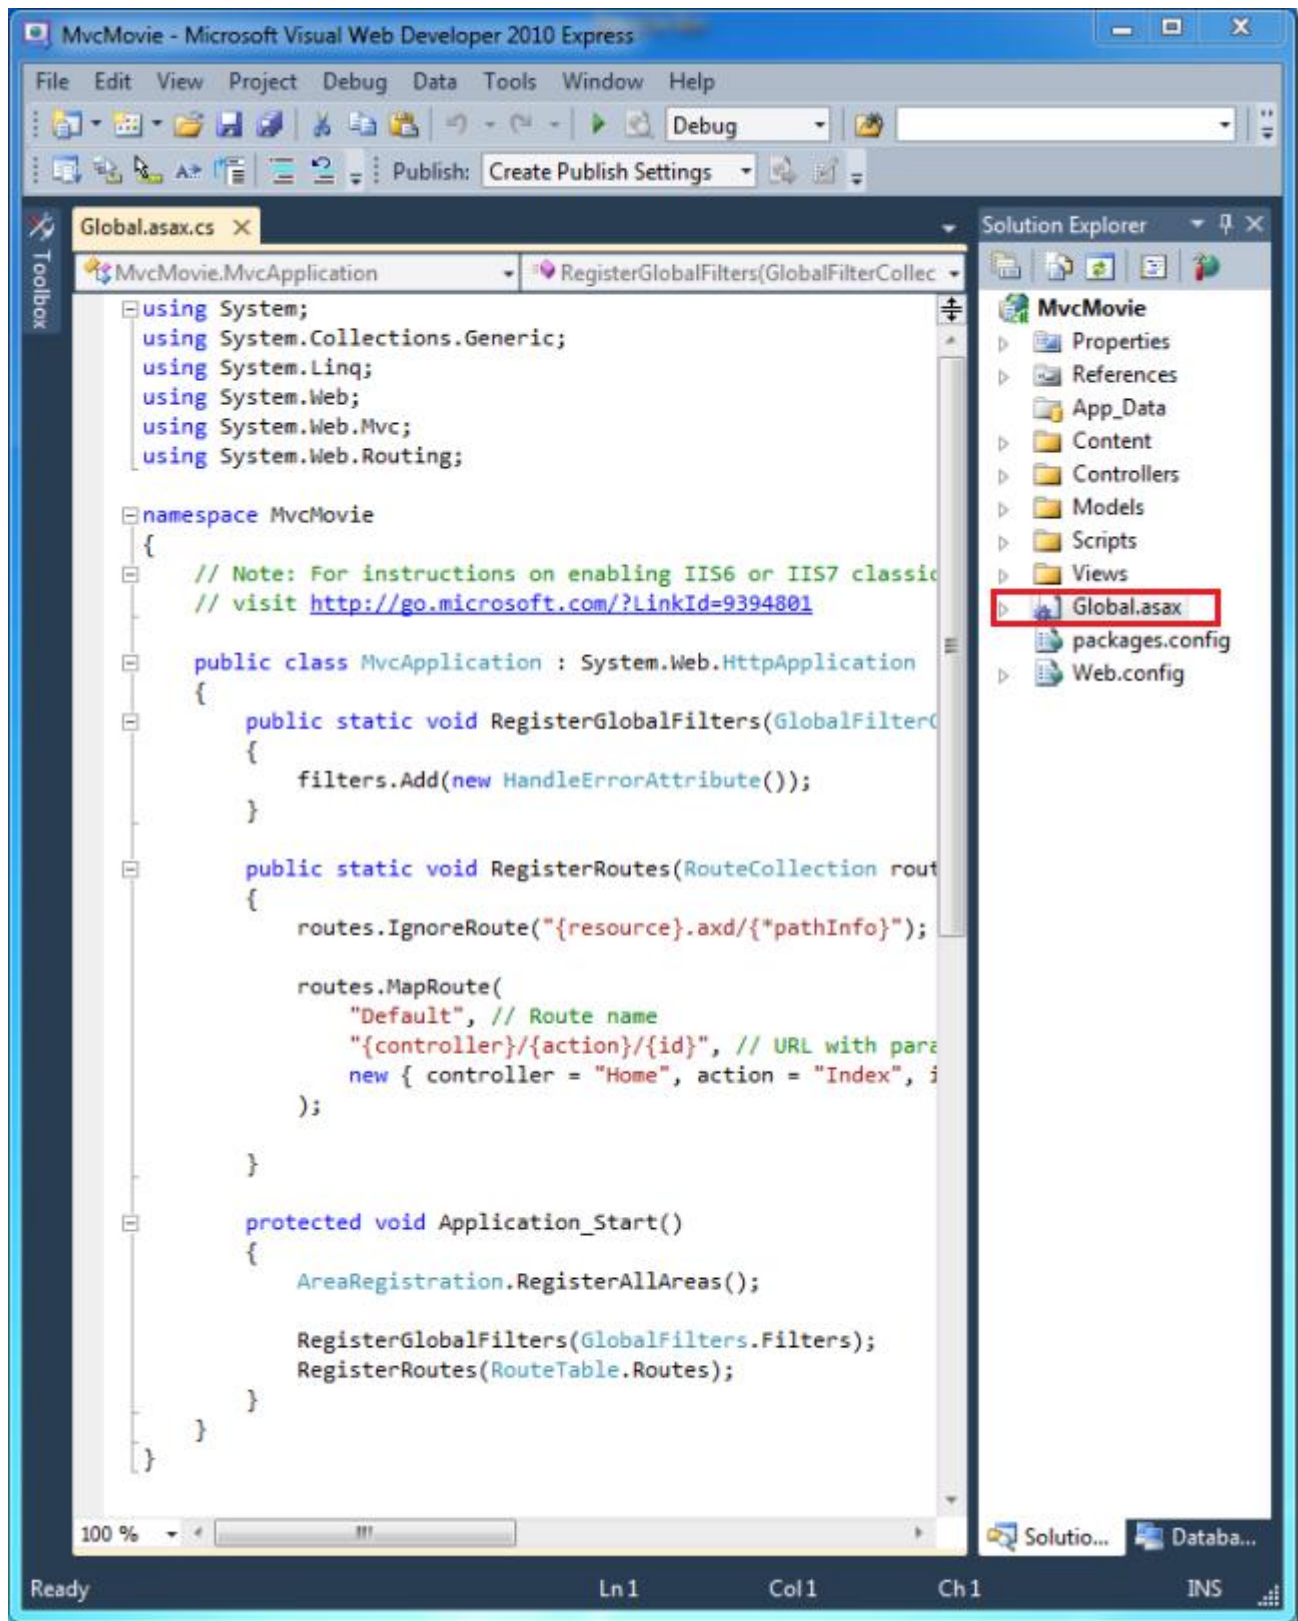 MvcMovie - Microsoft Visual Web Developer 2010 Express
File Edit View Project Debug Data Tools Window Help
Debug
Publish: Create Publish Settings
Toolbox
Global.asax.cs
MvcMovie.MvcApplication RegisterGlobalFilters(GlobalFilterCollec
using System;
using System.Collections.Generic;
using System.Linq;
using System.Web;
using System.Web.Mvc;
using System.Web.Routing;
namespace MvcMovie
{
// Note: For instructions on enabling IIS6 or IIS7 classic
// visit http://go.microsoft.com/?LinkId=9394801
public class MvcApplication : System.Web.HttpApplication
{
public static void RegisterGlobalFilters(GlobalFilterC
{
filters.Add(new HandleErrorAttribute());
}
public static void RegisterRoutes(RouteCollection rout
{
routes.IgnoreRoute("{resource}.axd/{*pathInfo}");
routes.MapRoute(
"Default", // Route name
"{controller}/{action}/{id}", // URL with para
new { controller = "Home", action = "Index", i
);
}
protected void Application_Start()
{
AreaRegistration.RegisterAllAreas();
RegisterGlobalFilters(GlobalFilters.Filters);
RegisterRoutes(RouteTable.Routes);
}
}
}
100 %
Solution Explorer
MvcMovie
Properties
References
App_Data
Content
Controllers
Models
Scripts
Views
Global.asax
packages.config
Web.config
Solutio... Databa...
Ready Ln 1 Col 1 Ch 1 INS